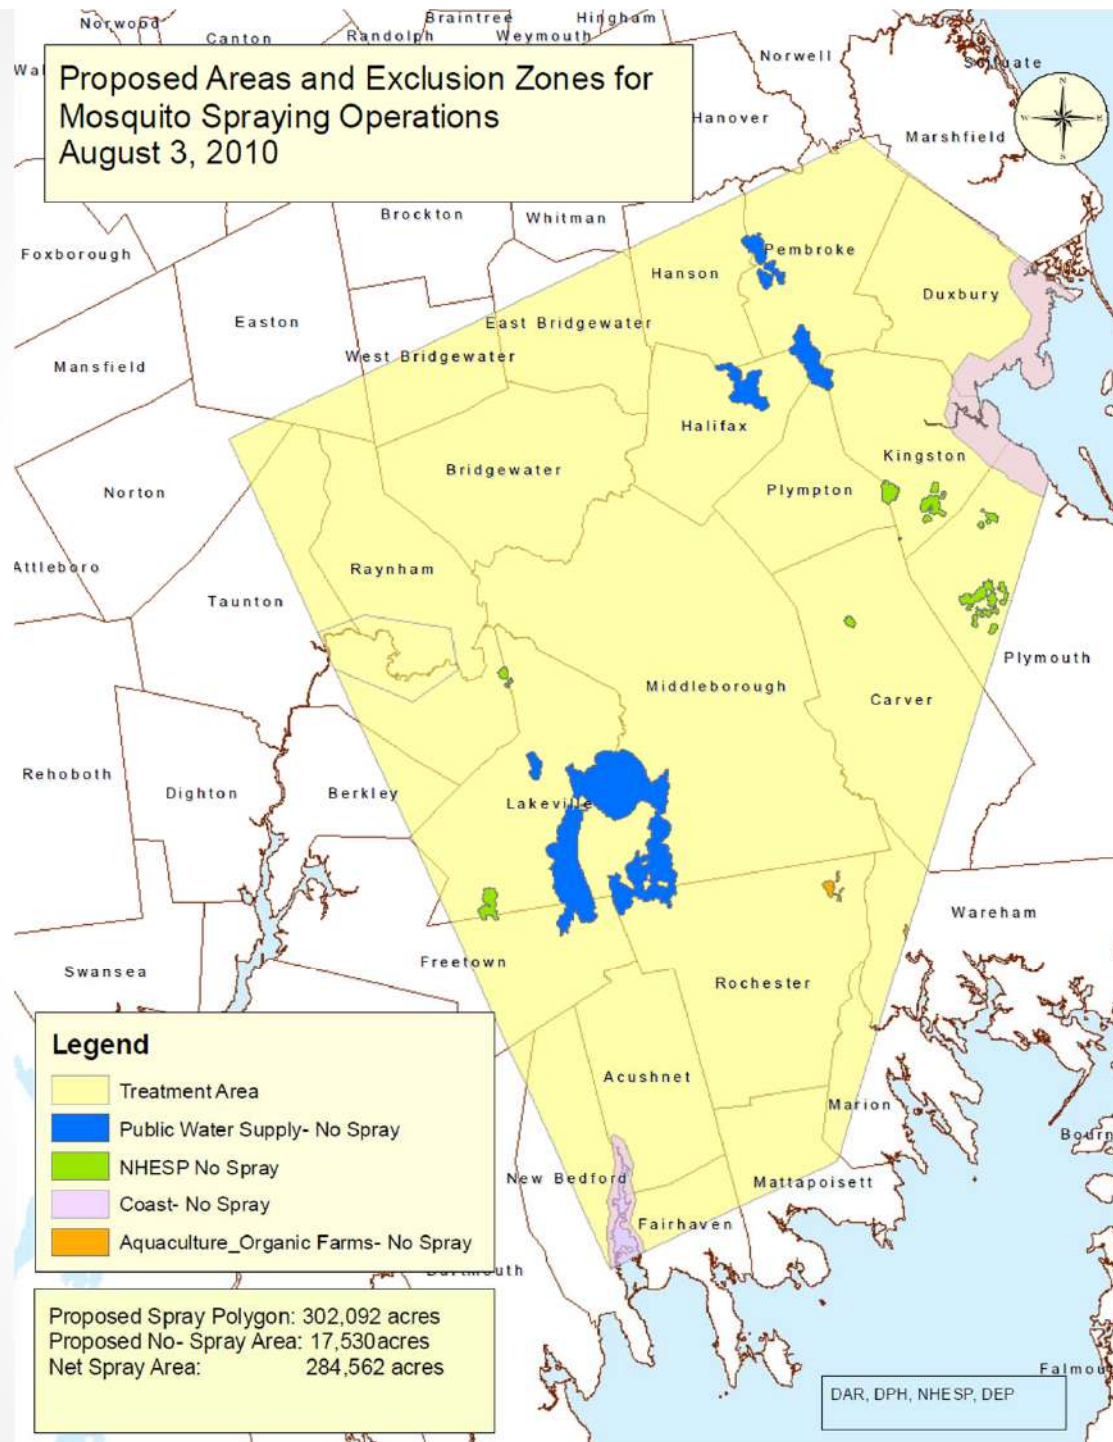 Norwood
Canton
Braintree
Randolph
Weymouth
Hingham
Norwell
Proposed Areas and Exclusion Zones for
Mosquito Spraying Operations
August 3, 2010
N
W E
S
Hanover
Marshfield
Brockton
Whitman
Foxborough
Pembroke
Hanson
Duxbury
Easton
East Bridgewater
West Bridgewater
Mansfield
Halifax
Kingston
Bridgewater
Norton
Plympton
Attleboro
Raynham
Taunton
Plymouth
Middleborough
Carver
Rehoboth
Dighton
Berkley
Lakeville
Wareham
Swansea
Freetown
Rochester
Acushnet
Marion
Bourn
New Bedford
Mattapoisett
Fairhaven
Dartmouth
Falmou
Legend
Treatment Area
Public Water Supply- No Spray
NHESP No Spray
Coast- No Spray
Aquaculture_Organic Farms- No Spray
Proposed Spray Polygon: 302,092 acres
Proposed No- Spray Area: 17,530acres
Net Spray Area: 284,562 acres
DAR, DPH, NHESP, DEP